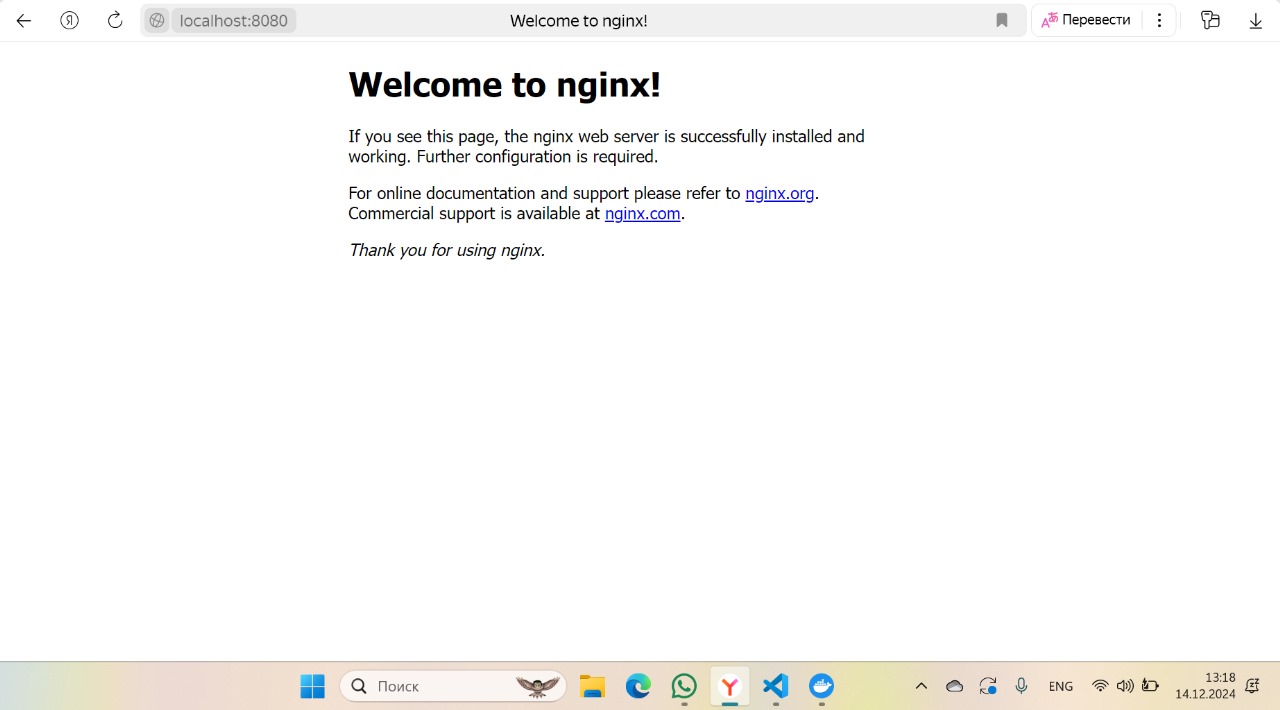 localhost:8080
Welcome to nginx!
Перевести
Welcome to nginx!
If you see this page, the nginx web server is successfully installed and
working. Further configuration is required.
For online documentation and support please refer to nginx.org.
Commercial support is available at nginx.com.
Thank you for using nginx.
Поиск
ENG
13:18
14.12.2024